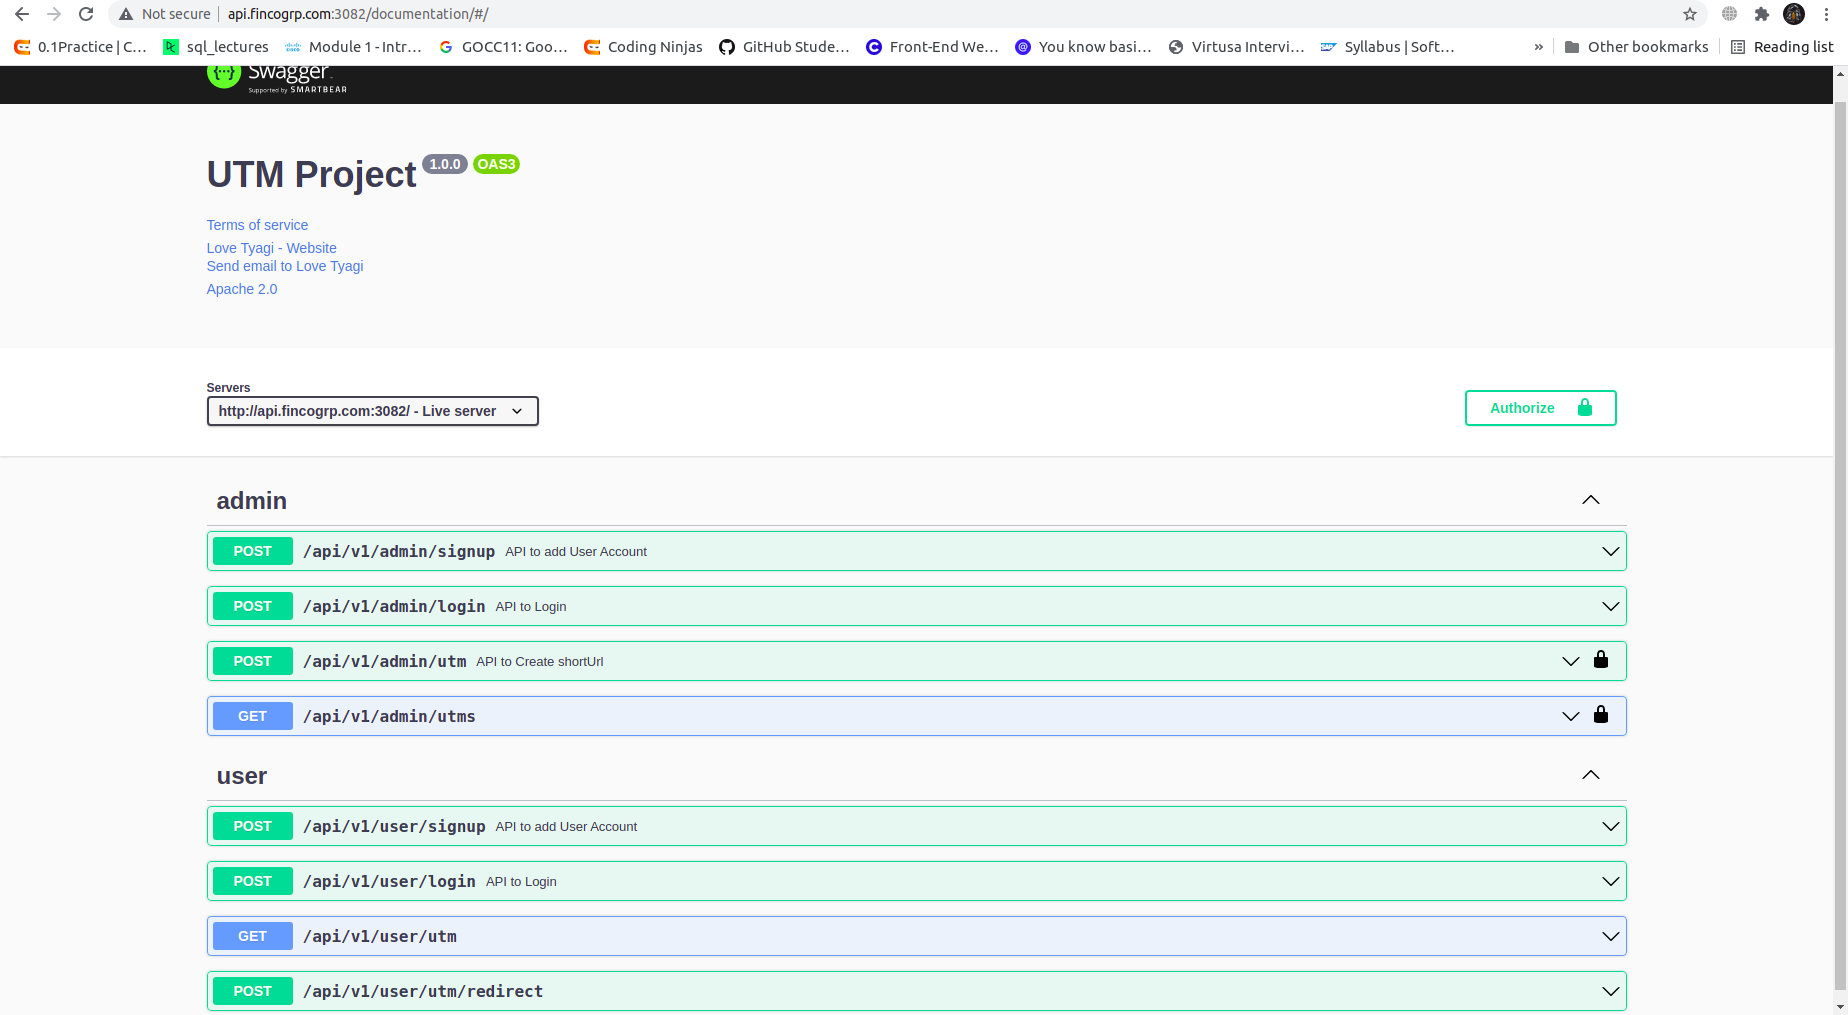 Not secure | api.fincogrp.com:3082/documentation/#/
0.1Practice | C... sql_lectures Module 1 - Intr... GOCC11: Goo... Coding Ninjas GitHub Stude... Front-End We... You know basi... Virtusa Intervi... Syllabus | Soft... » Other bookmarks Reading list
Swagger
Supported by SMARTBEAR
UTM Project 1.0.0 OAS3
Terms of service
Love Tyagi - Website
Send email to Love Tyagi
Apache 2.0
Servers
http://api.fincogrp.com:3082/ - Live server
Authorize
admin
POST /api/v1/admin/signup API to add User Account
POST /api/v1/admin/login API to Login
POST /api/v1/admin/utm API to Create shortUrl
GET /api/v1/admin/utms
user
POST /api/v1/user/signup API to add User Account
POST /api/v1/user/login API to Login
GET /api/v1/user/utm
POST /api/v1/user/utm/redirect